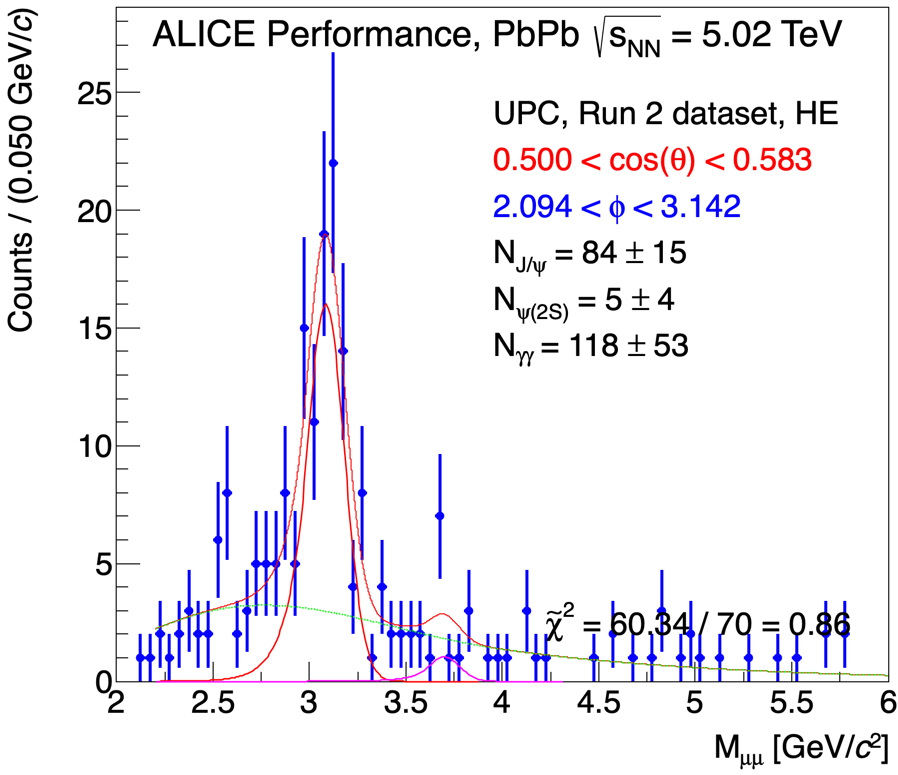 ALICE Performance, PbPb √sNN = 5.02 TeV
UPC, Run 2 dataset, HE
0.500 < cos(θ) < 0.583
2.094 < ϕ < 3.142
NJ/ψ = 84 ± 15
Nψ(2S) = 5 ± 4
Nγγ = 118 ± 53
χ̃² = 60.34 / 70 = 0.86
Counts / (0.050 GeV/c)
25
20
15
10
5
0
2 2.5 3 3.5 4 4.5 5 5.5 6
Mμμ [GeV/c²]